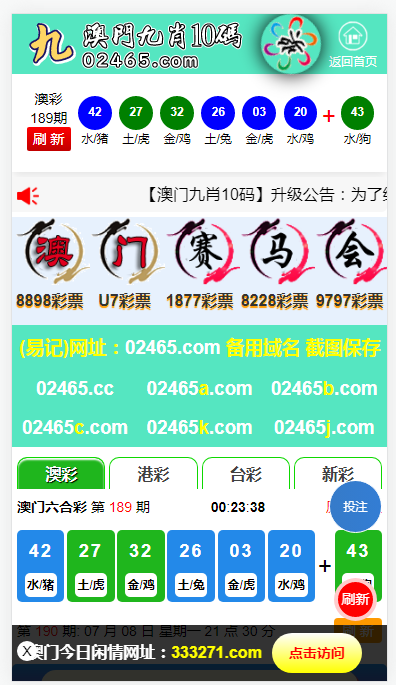 九 澳門九肖10碼
02465.com
返回首页
澳彩
189期
刷 新
42 27 32 26 03 20 + 43
水/猪 土/虎 金/鸡 土/兔 金/虎 水/鸡 水/狗
【澳门九肖10码】升级公告：为了
澳 门 赛 马 会
8898彩票 U7彩票 1877彩票 8228彩票 9797彩票
(易记)网址：02465.com 备用域名 截图保存
02465.cc 02465a.com 02465b.com
02465c.com 02465k.com 02465j.com
澳彩 港彩 台彩 新彩
澳门六合彩 第 189 期 00:23:38
投注
42 27 32 26 03 20 + 43
水/猪 土/虎 金/鸡 土/兔 金/虎 水/鸡
刷新
第 190 期: 07 月 08 日 星期一 21 点 30 分
X 澳门今日闲情网址：333271.com 点击访问